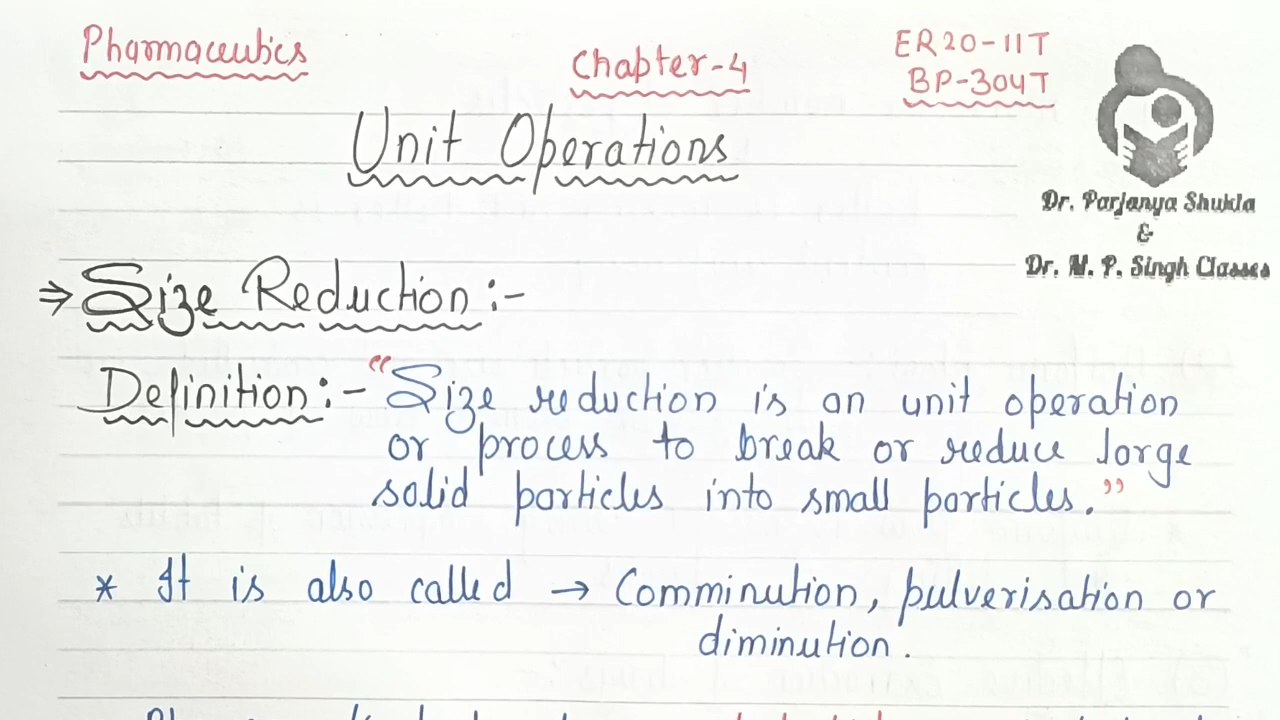 Pharmaceutics
Chapter-4
ER20-11T
BP-304T
Unit Operations
Dr. Parjanya Shukla
&
Dr. M. P. Singh Classes
⇒ Size Reduction:-
Definition:- "Size reduction is an unit operation
or process to break or reduce large
solid particles into small particles."
* It is also called → Comminution, pulverisation or
diminution.